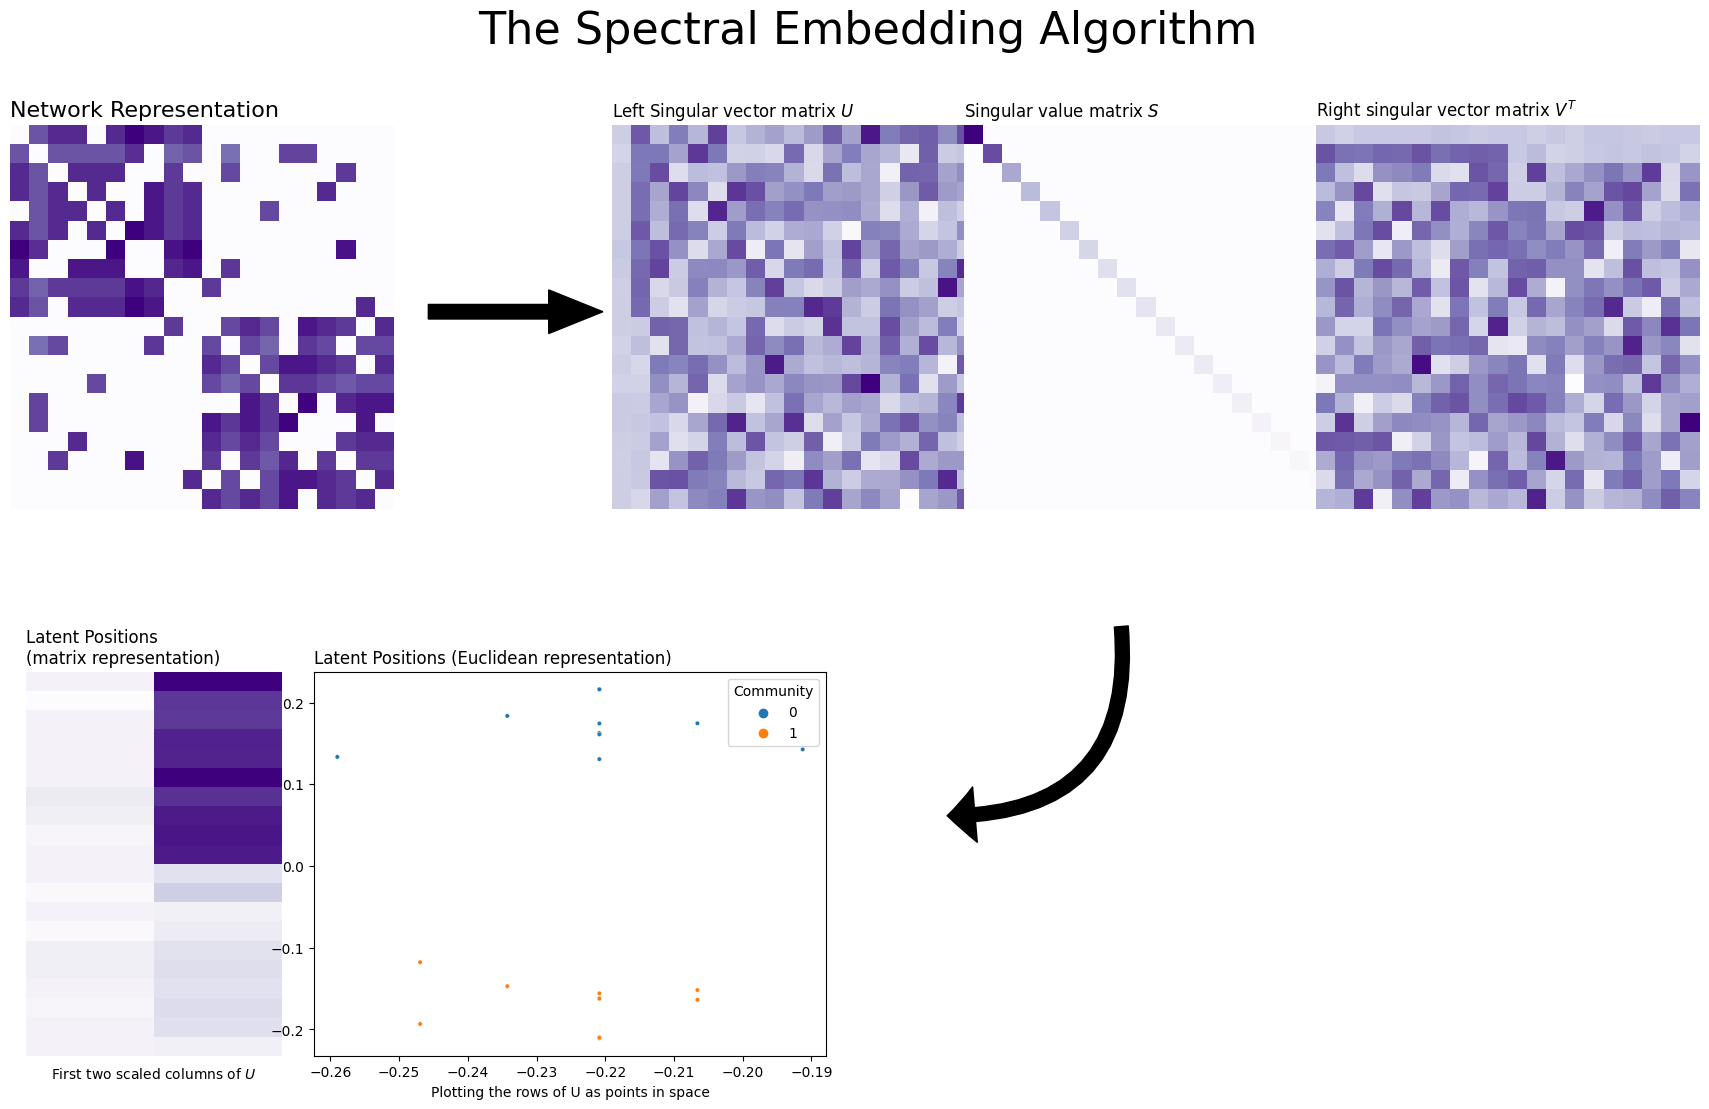 The Spectral Embedding Algorithm
Network Representation
Left Singular vector matrix U
Singular value matrix S
Right singular vector matrix V^T
Latent Positions
(matrix representation)
First two scaled columns of U
Latent Positions (Euclidean representation)
Community
0
1
0.2
0.1
0.0
−0.1
−0.2
−0.26 −0.25 −0.24 −0.23 −0.22 −0.21 −0.20 −0.19
Plotting the rows of U as points in space